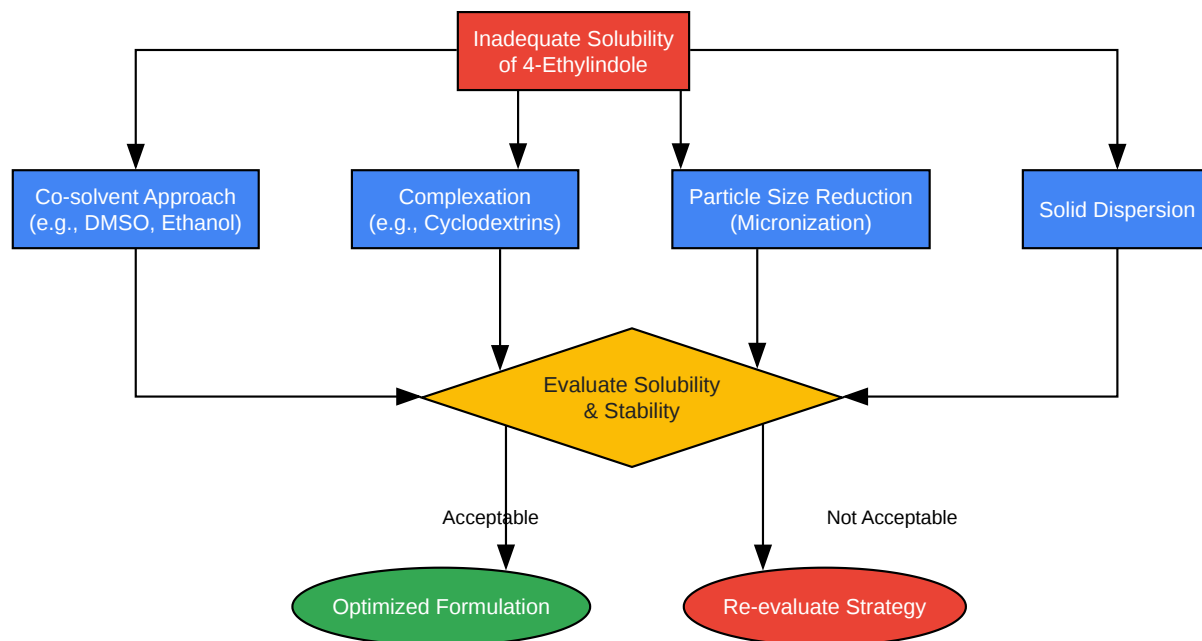 Inadequate Solubility
of 4-Ethylindole
Co-solvent Approach
(e.g., DMSO, Ethanol)
Complexation
(e.g., Cyclodextrins)
Particle Size Reduction
(Micronization)
Solid Dispersion
Evaluate Solubility
& Stability
Acceptable
Not Acceptable
Optimized Formulation
Re-evaluate Strategy